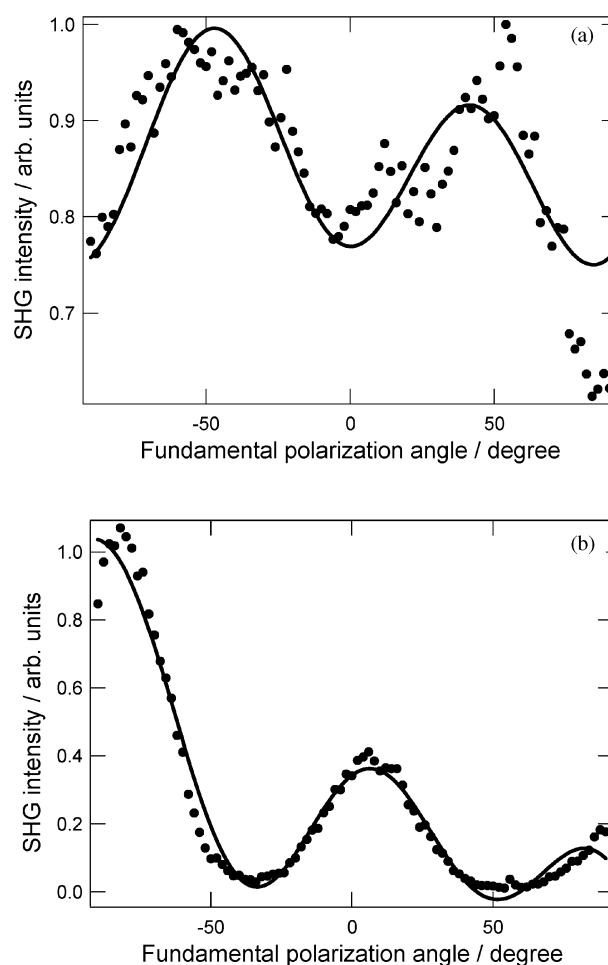 (a)
1.0
0.9
0.8
0.7
SHG intensity / arb. units
-50 0 50
Fundamental polarization angle / degree
(b)
1.0
0.8
0.6
0.4
0.2
0.0
SHG intensity / arb. units
-50 0 50
Fundamental polarization angle / degree